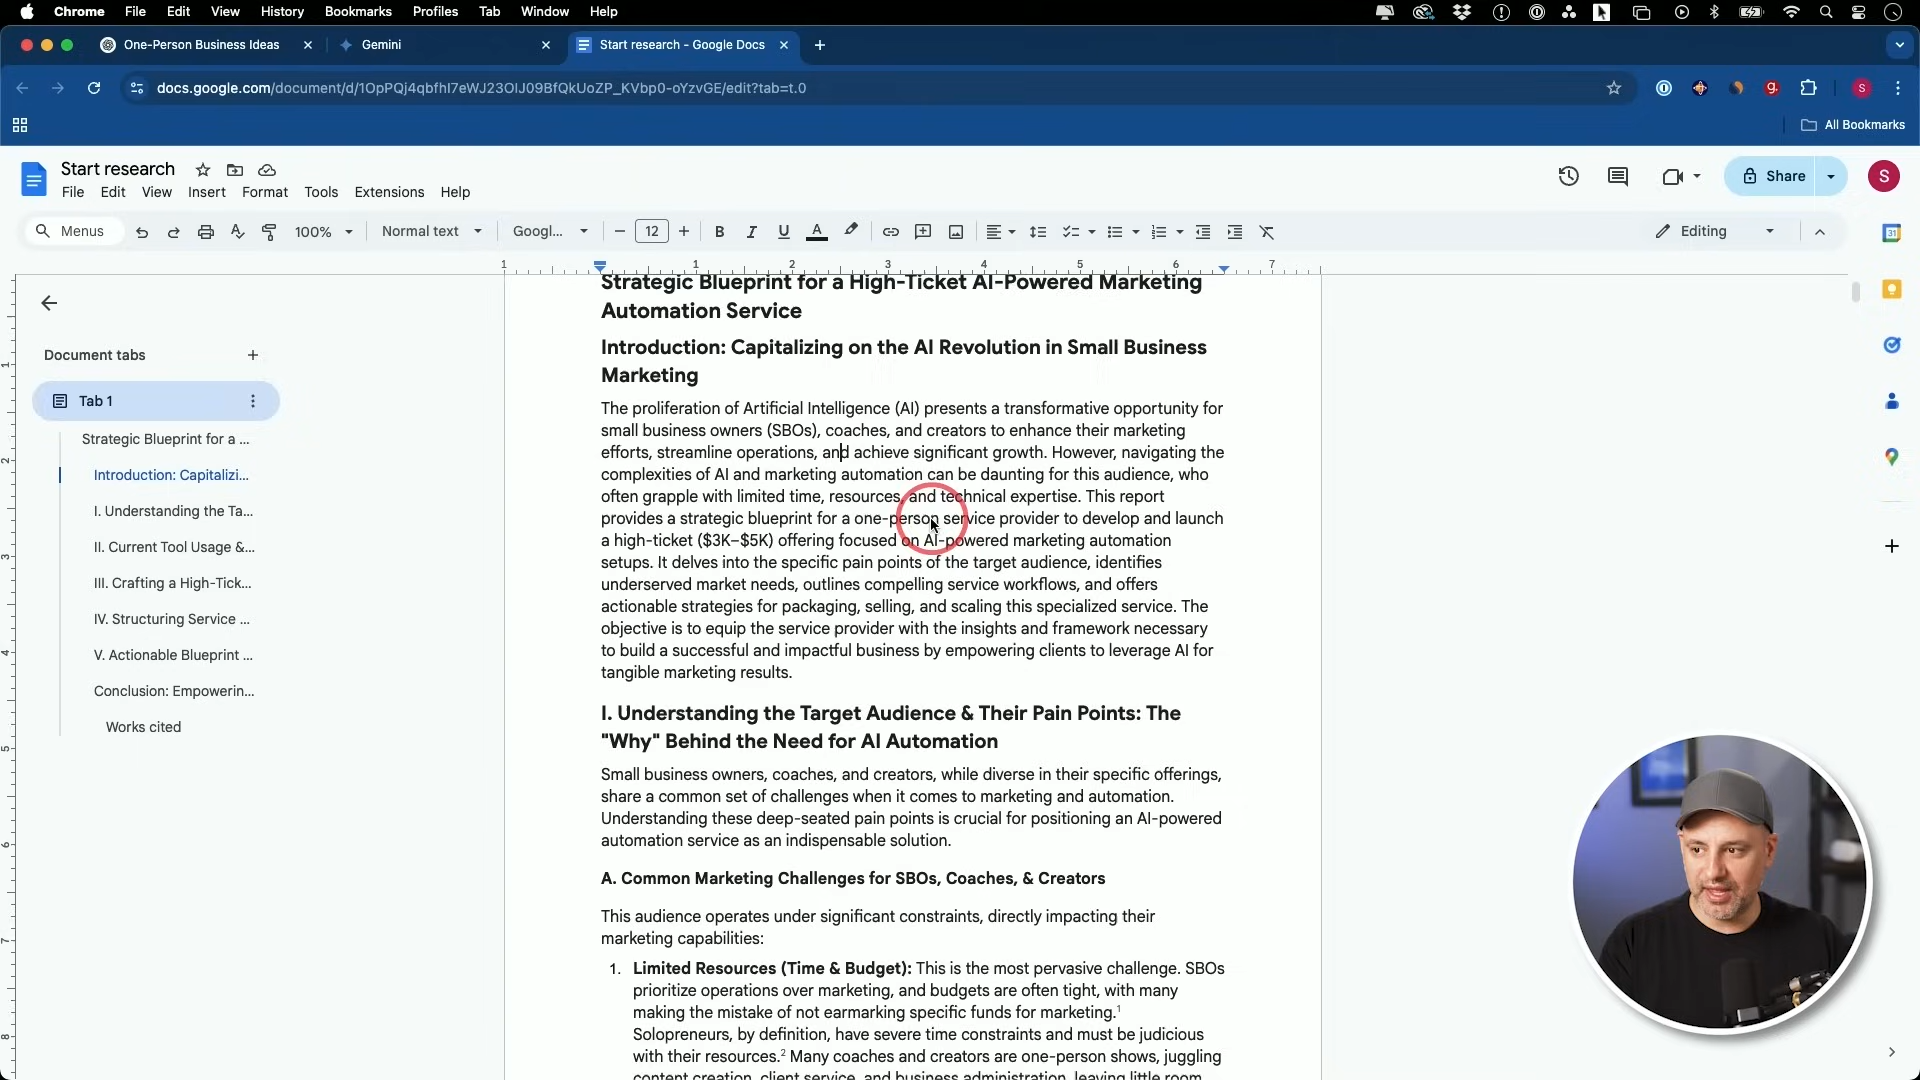 Chrome File Edit View History Bookmarks Profiles Tab Window Help
One-Person Business Ideas
Gemini
Start research - Google Docs
docs.google.com/document/d/1OpPQj4qbfhI7eWJ23OIJ09BfQkUoZP_KVbp0-oYzvGE/edit?tab=t.0
All Bookmarks
Start research
File Edit View Insert Format Tools Extensions Help
Share
S
Menus 100% Normal text Googl... 12 Editing
1 1 2 3 4 5 6 7
Document tabs
Tab 1
Strategic Blueprint for a ...
Introduction: Capitalizi...
I. Understanding the Ta...
II. Current Tool Usage &...
III. Crafting a High-Tick...
IV. Structuring Service ...
V. Actionable Blueprint ...
Conclusion: Empowerin...
Works cited
Strategic Blueprint for a High-Ticket AI-Powered Marketing
Automation Service
Introduction: Capitalizing on the AI Revolution in Small Business
Marketing
The proliferation of Artificial Intelligence (AI) presents a transformative opportunity for
small business owners (SBOs), coaches, and creators to enhance their marketing
efforts, streamline operations, and achieve significant growth. However, navigating the
complexities of AI and marketing automation can be daunting for this audience, who
often grapple with limited time, resources, and technical expertise. This report
provides a strategic blueprint for a one-person service provider to develop and launch
a high-ticket ($3K–$5K) offering focused on AI-powered marketing automation
setups. It delves into the specific pain points of the target audience, identifies
underserved market needs, outlines compelling service workflows, and offers
actionable strategies for packaging, selling, and scaling this specialized service. The
objective is to equip the service provider with the insights and framework necessary
to build a successful and impactful business by empowering clients to leverage AI for
tangible marketing results.
I. Understanding the Target Audience & Their Pain Points: The
"Why" Behind the Need for AI Automation
Small business owners, coaches, and creators, while diverse in their specific offerings,
share a common set of challenges when it comes to marketing and automation.
Understanding these deep-seated pain points is crucial for positioning an AI-powered
automation service as an indispensable solution.
A. Common Marketing Challenges for SBOs, Coaches, & Creators
This audience operates under significant constraints, directly impacting their
marketing capabilities:
1. Limited Resources (Time & Budget): This is the most pervasive challenge. SBOs
prioritize operations over marketing, and budgets are often tight, with many
making the mistake of not earmarking specific funds for marketing.1
Solopreneurs, by definition, have severe time constraints and must be judicious
with their resources.2 Many coaches and creators are one-person shows, juggling
content creation, client service, and business administration, leaving little room